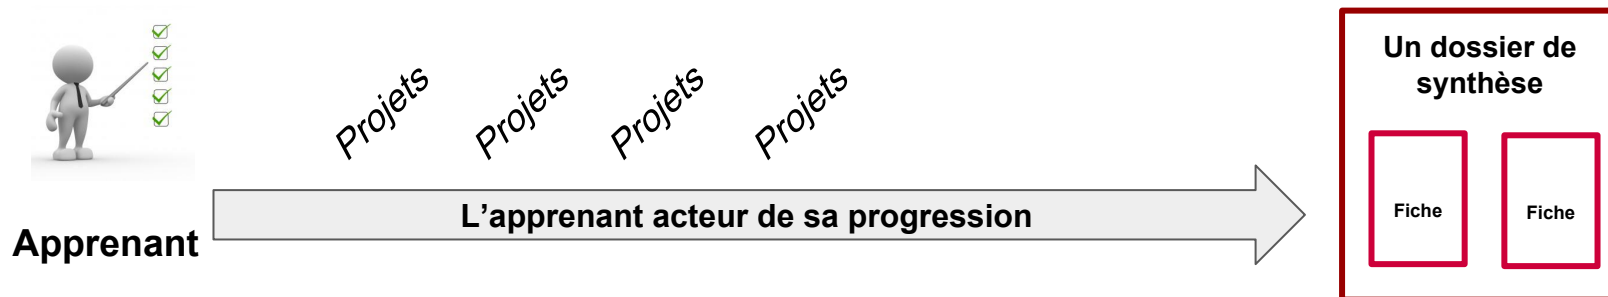 Un dossier de
synthèse
Projets
Projets
Projets
Projets
L’apprenant acteur de sa progression
Apprenant
Fiche
Fiche